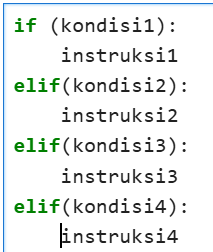 if (kondisi1):
    instruksi1
elif(kondisi2):
    instruksi2
elif(kondisi3):
    instruksi3
elif(kondisi4):
    instruksi4